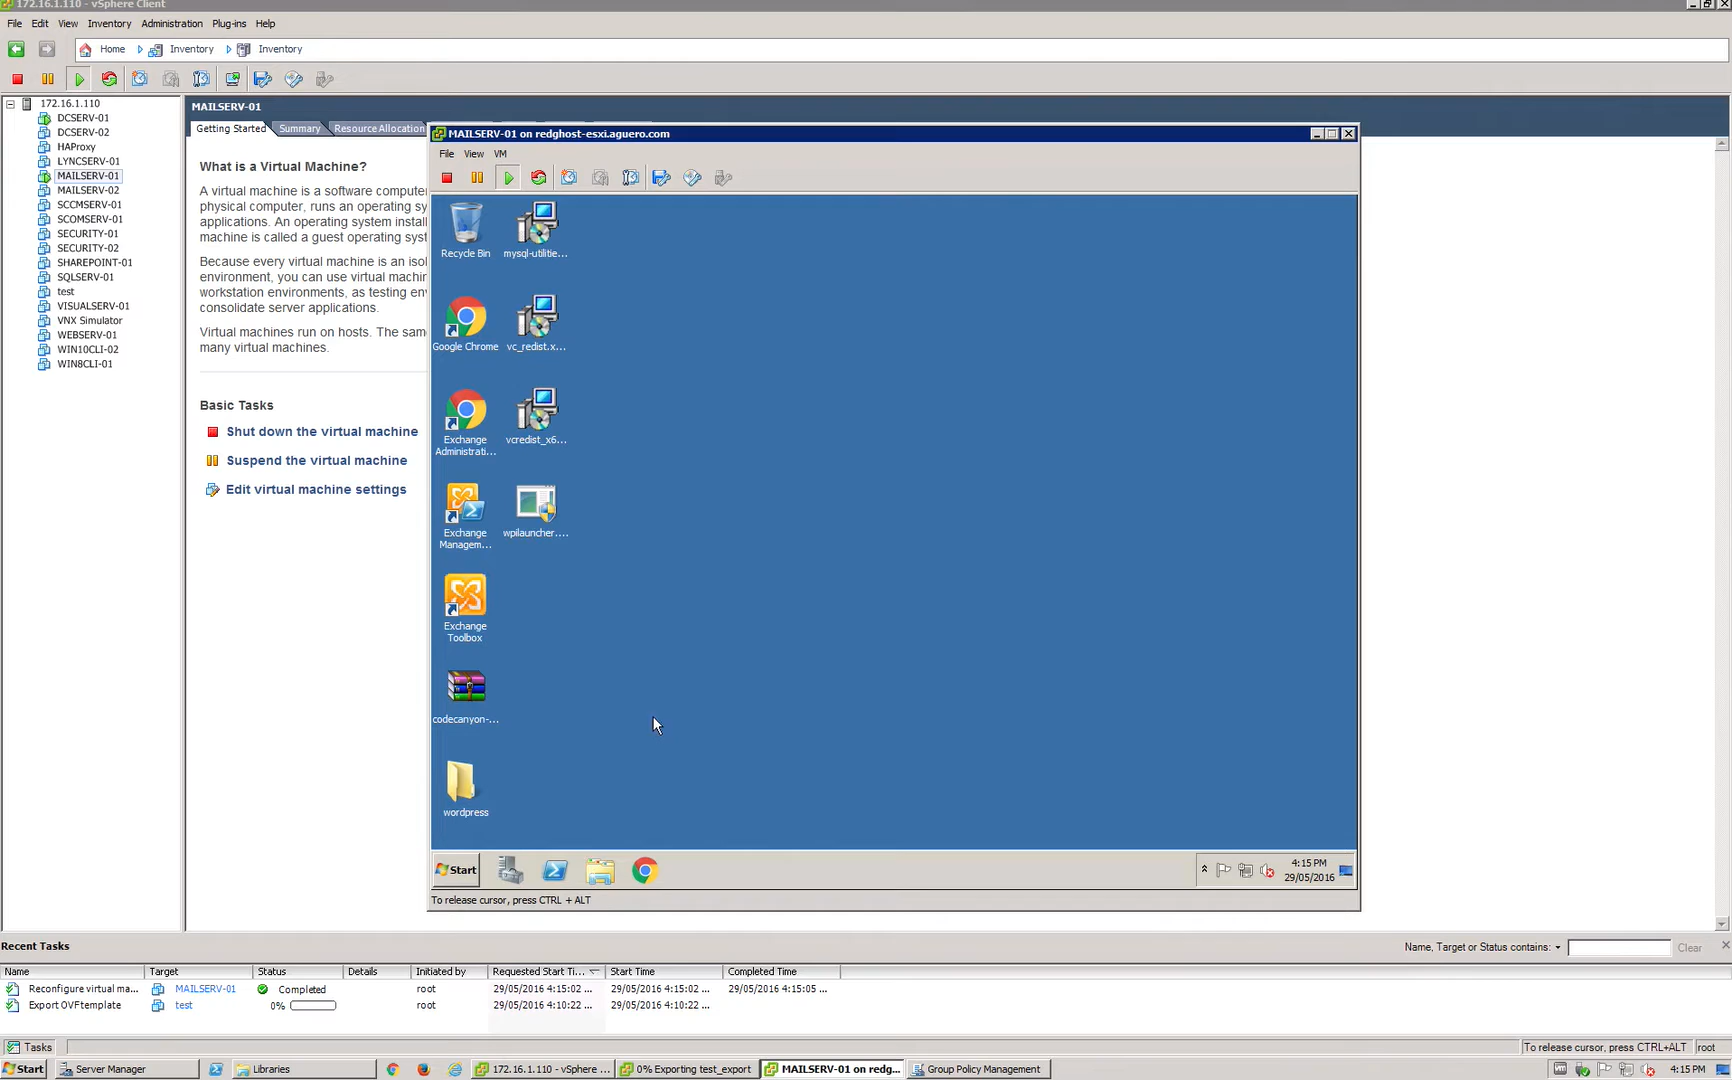 172.16.1.110 - vSphere Client
File Edit View Inventory Administration Plug-ins Help
Home Inventory Inventory
172.16.1.110
DCSERV-01
DCSERV-02
HAProxy
LYNCSERV-01
MAILSERV-01
MAILSERV-02
SCCMSERV-01
SCOMSERV-01
SECURITY-01
SECURITY-02
SHAREPOINT-01
SQLSERV-01
test
VISUALSERV-01
VNX Simulator
WEBSERV-01
WIN10CLI-02
WIN8CLI-01
MAILSERV-01
Getting Started Summary Resource Allocation
What is a Virtual Machine?
A virtual machine is a software compute
physical computer, runs an operating sy
applications. An operating system instal
machine is called a guest operating syst
Because every virtual machine is an isol
environment, you can use virtual machin
workstation environments, as testing env
consolidate server applications.
Virtual machines run on hosts. The same
many virtual machines.
Basic Tasks
Shut down the virtual machine
Suspend the virtual machine
Edit virtual machine settings
MAILSERV-01 on redghost-esxi.aguero.com
File View VM
Recycle Bin
mysql-utilitie...
Google Chrome
vc_redist.x...
Exchange
Administrati...
vcredist_x6...
Exchange
Managem...
wpilauncher....
Exchange
Toolbox
codecanyon-...
wordpress
Start
4:15 PM
29/05/2016
To release cursor, press CTRL + ALT
Recent Tasks
Name, Target or Status contains: Clear
Name Target Status Details Initiated by Requested Start Ti... Start Time Completed Time
Reconfigure virtual ma... MAILSERV-01 Completed root 29/05/2016 4:15:02 ... 29/05/2016 4:15:02 ... 29/05/2016 4:15:05 ...
Export OVF template test 0% root 29/05/2016 4:10:22 ... 29/05/2016 4:10:22 ...
Tasks
To release cursor, press CTRL+ALT root
Start Server Manager Libraries 172.16.1.110 - vSphere ... 0% Exporting test_export MAILSERV-01 on redg... Group Policy Management 4:15 PM